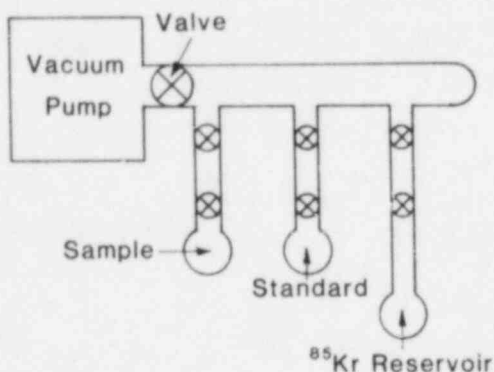 Valve
Vacuum
Pump
Sample
Standard
⁸⁵Kr Reservoir